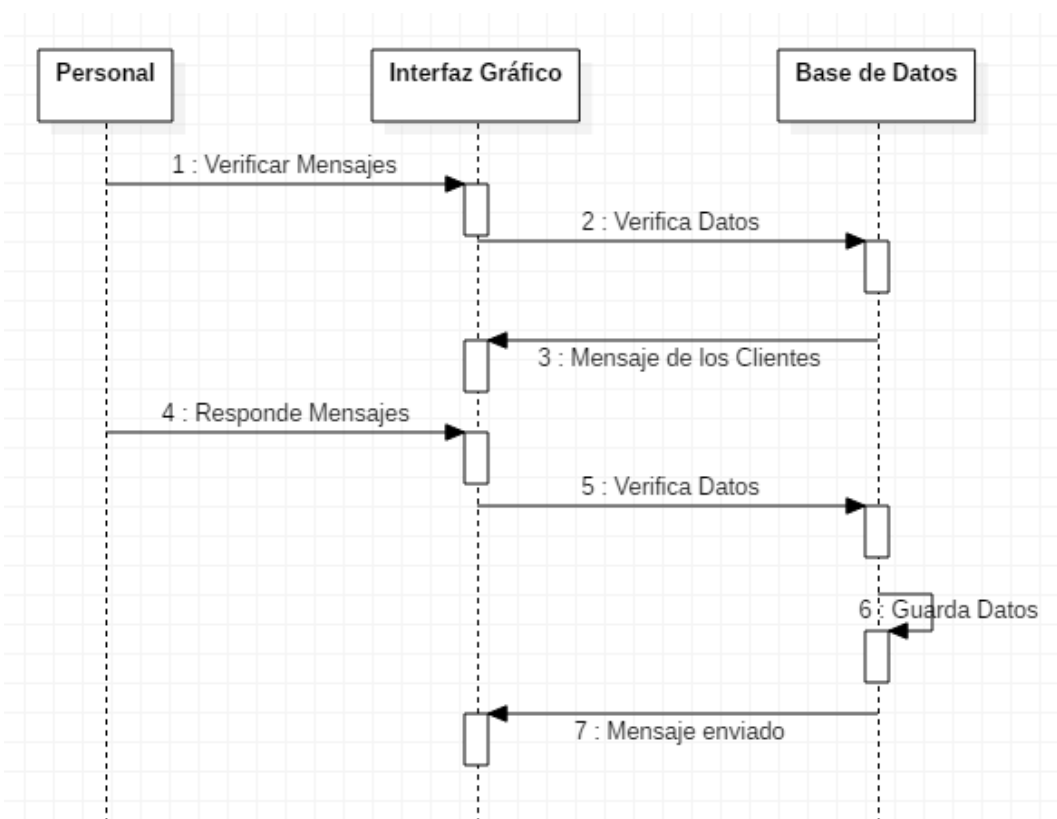 Personal
Interfaz Gráfico
Base de Datos
1 : Verificar Mensajes
2 : Verifica Datos
3 : Mensaje de los Clientes
4 : Responde Mensajes
5 : Verifica Datos
6 : Guarda Datos
7 : Mensaje enviado